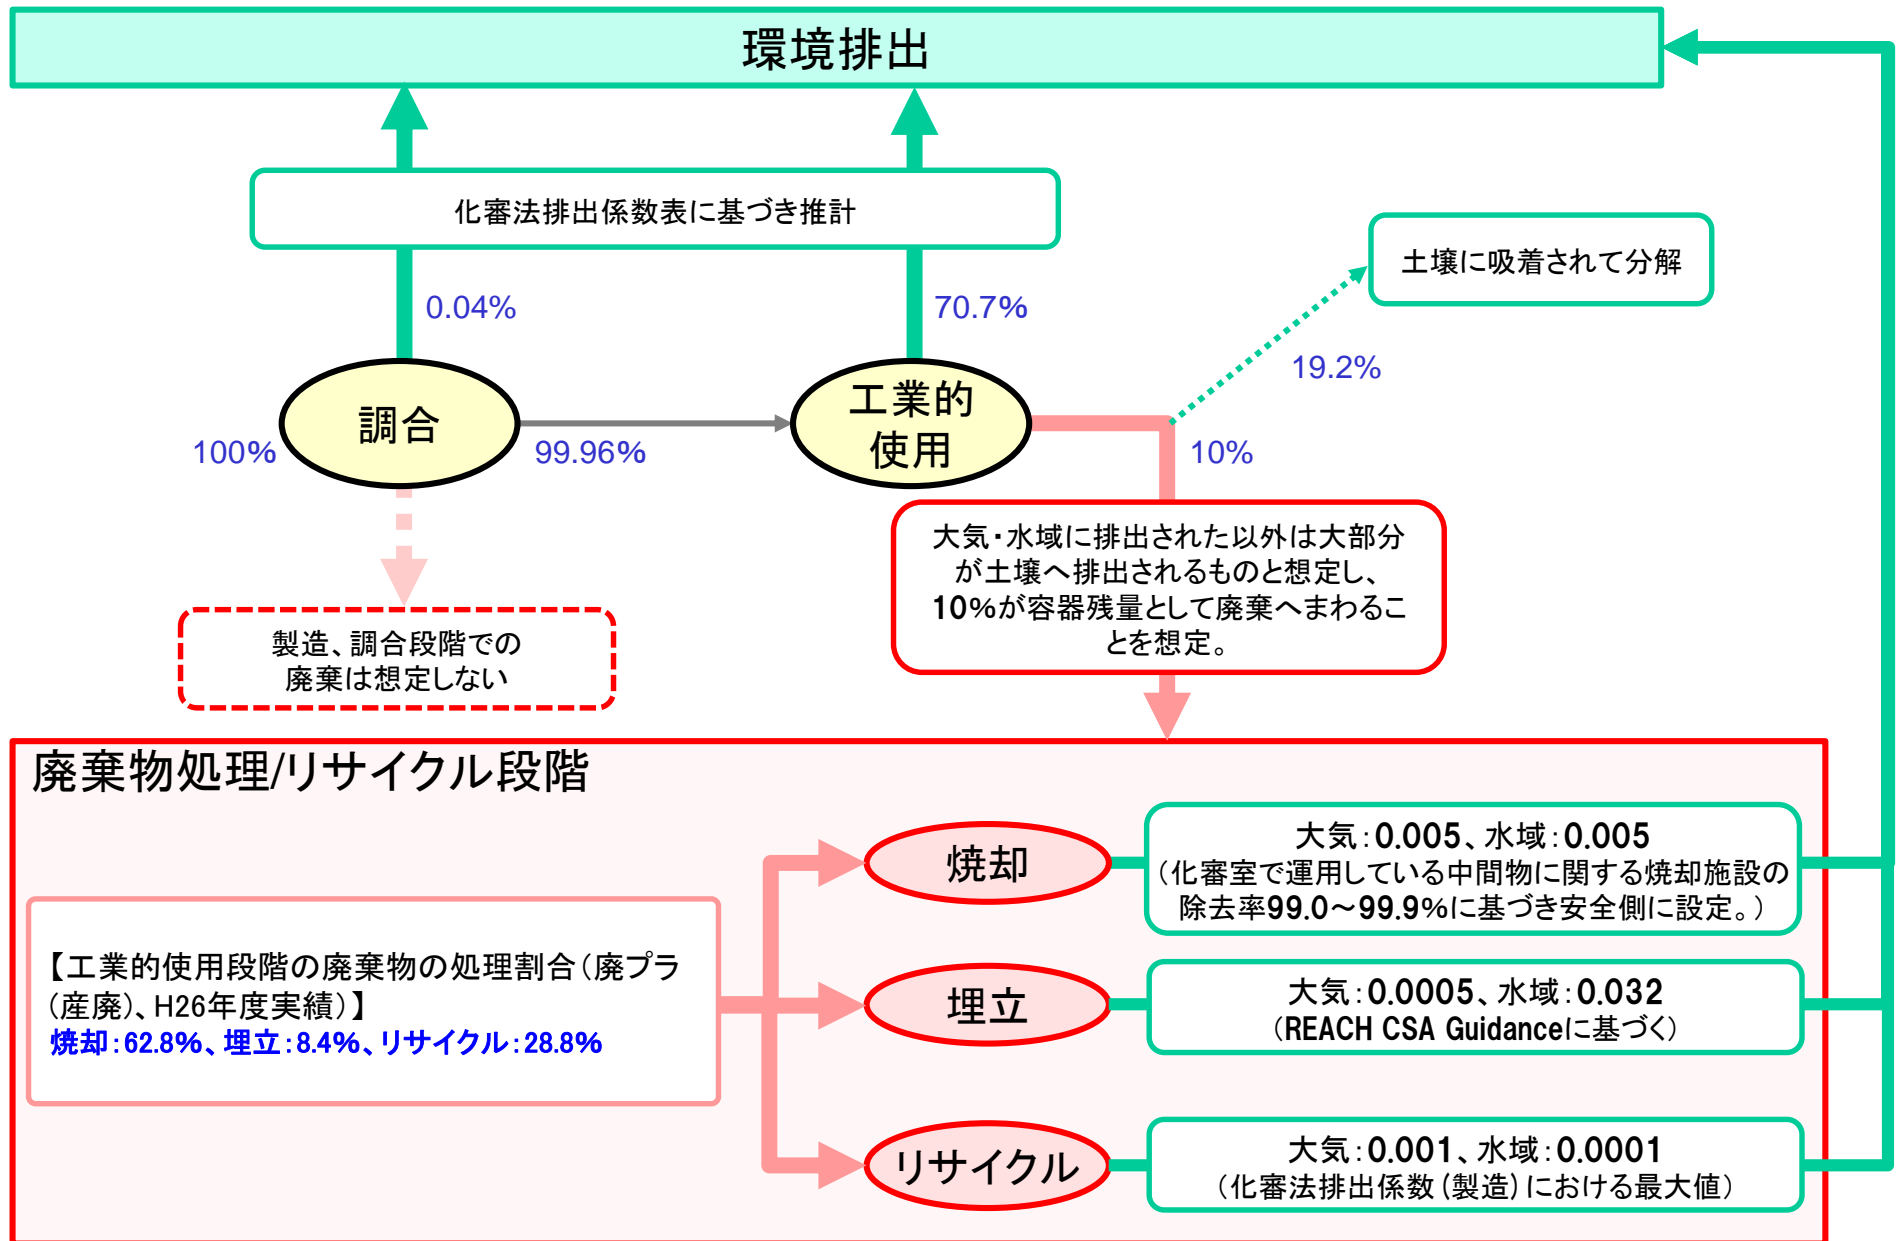 環境排出
化審法排出係数表に基づき推計
土壌に吸着されて分解
0.04%
70.7%
19.2%
調合
工業的
使用
100%
99.96%
10%
大気・水域に排出された以外は大部分
が土壌へ排出されるものと想定し、
10%が容器残量として廃棄へまわるこ
とを想定。
製造、調合段階での
廃棄は想定しない
廃棄物処理/リサイクル段階
焼却
大気：0.005、水域：0.005
（化審室で運用している中間物に関する焼却施設の
除去率99.0～99.9%に基づき安全側に設定。）
【工業的使用段階の廃棄物の処理割合（廃プラ
（産廃）、H26年度実績）】
焼却：62.8%、埋立：8.4%、リサイクル：28.8%
埋立
大気：0.0005、水域：0.032
（REACH CSA Guidanceに基づく）
リサイクル
大気：0.001、水域：0.0001
（化審法排出係数（製造）における最大値）